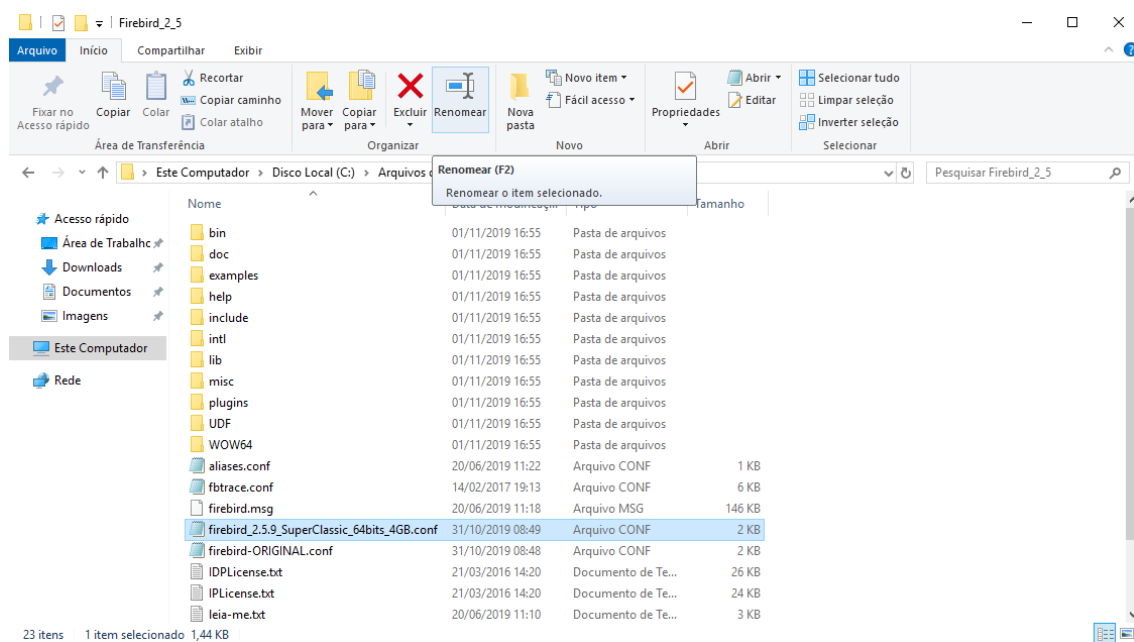 Firebird_2_5
Arquivo Início Compartilhar Exibir
Fixar no Acesso rápido
Copiar
Colar
Recortar
Copiar caminho
Colar atalho
Área de Transferência
Mover para
Copiar para
Excluir
Renomear
Organizar
Nova pasta
Novo item
Fácil acesso
Novo
Propriedades
Abrir
Editar
Abrir
Selecionar tudo
Limpar seleção
Inverter seleção
Selecionar
Este Computador > Disco Local (C:) > Arquivos
Pesquisar Firebird_2_5
Renomear (F2)
Renomear o item selecionado.
Nome Tamanho
Acesso rápido
Área de Trabalhc
Downloads
Documentos
Imagens
Este Computador
Rede
bin 01/11/2019 16:55 Pasta de arquivos
doc 01/11/2019 16:55 Pasta de arquivos
examples 01/11/2019 16:55 Pasta de arquivos
help 01/11/2019 16:55 Pasta de arquivos
include 01/11/2019 16:55 Pasta de arquivos
intl 01/11/2019 16:55 Pasta de arquivos
lib 01/11/2019 16:55 Pasta de arquivos
misc 01/11/2019 16:55 Pasta de arquivos
plugins 01/11/2019 16:55 Pasta de arquivos
UDF 01/11/2019 16:55 Pasta de arquivos
WOW64 01/11/2019 16:55 Pasta de arquivos
aliases.conf 20/06/2019 11:22 Arquivo CONF 1 KB
fbtrace.conf 14/02/2017 19:13 Arquivo CONF 6 KB
firebird.msg 20/06/2019 11:18 Arquivo MSG 146 KB
firebird_2.5.9_SuperClassic_64bits_4GB.conf 31/10/2019 08:49 Arquivo CONF 2 KB
firebird-ORIGINAL.conf 31/10/2019 08:48 Arquivo CONF 2 KB
IDPLicense.txt 21/03/2016 14:20 Documento de Te... 26 KB
IPLicense.txt 21/03/2016 14:20 Documento de Te... 24 KB
leia-me.txt 20/06/2019 11:10 Documento de Te... 3 KB
23 itens 1 item selecionado 1,44 KB